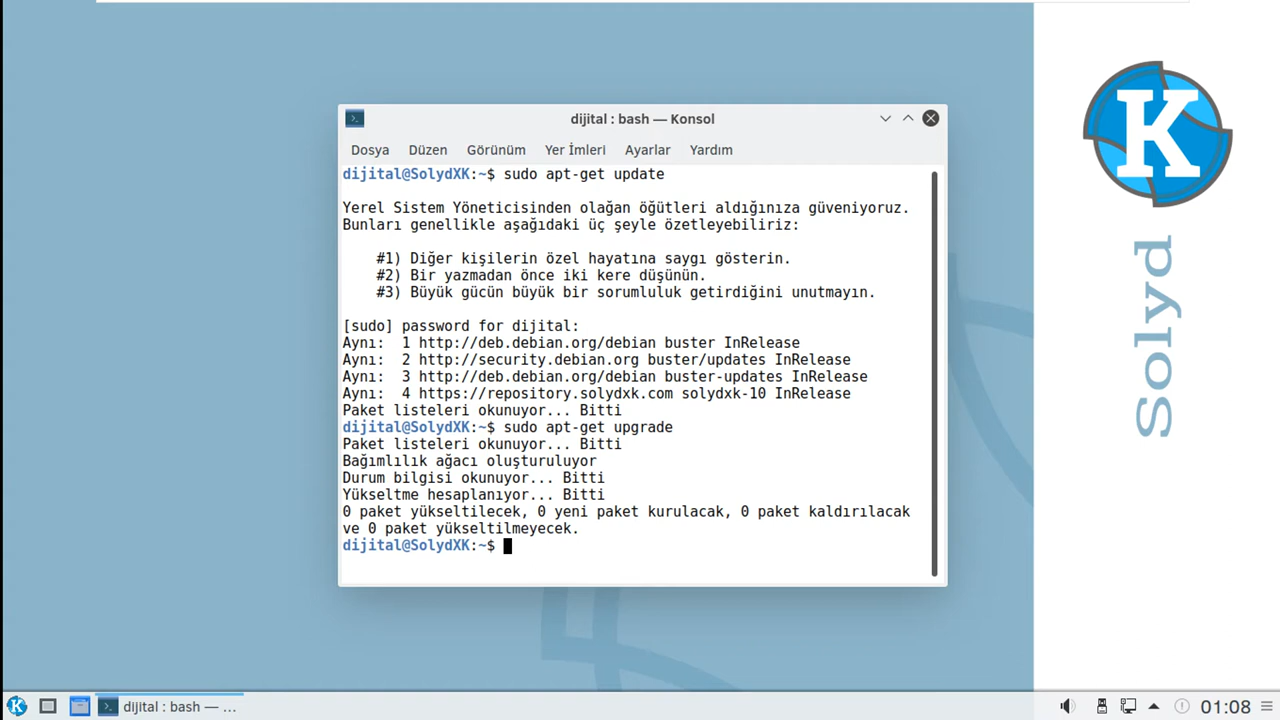 dijital : bash — Konsol
Dosya Düzen Görünüm Yer İmleri Ayarlar Yardım
dijital@SolydXK:~$ sudo apt-get update
Yerel Sistem Yöneticisinden olağan öğütleri aldığınıza güveniyoruz.
Bunları genellikle aşağıdaki üç şeyle özetleyebiliriz:
#1) Diğer kişilerin özel hayatına saygı gösterin.
#2) Bir yazmadan önce iki kere düşünün.
#3) Büyük gücün büyük bir sorumluluk getirdiğini unutmayın.
[sudo] password for dijital:
Aynı:  1 http://deb.debian.org/debian buster InRelease
Aynı:  2 http://security.debian.org buster/updates InRelease
Aynı:  3 http://deb.debian.org/debian buster-updates InRelease
Aynı:  4 https://repository.solydxk.com solydxk-10 InRelease
Paket listeleri okunuyor... Bitti
dijital@SolydXK:~$ sudo apt-get upgrade
Paket listeleri okunuyor... Bitti
Bağımlılık ağacı oluşturuluyor
Durum bilgisi okunuyor... Bitti
Yükseltme hesaplanıyor... Bitti
0 paket yükseltilecek, 0 yeni paket kurulacak, 0 paket kaldırılacak
ve 0 paket yükseltilmeyecek.
dijital@SolydXK:~$
K
Solyd
K
dijital : bash — ...
01:08